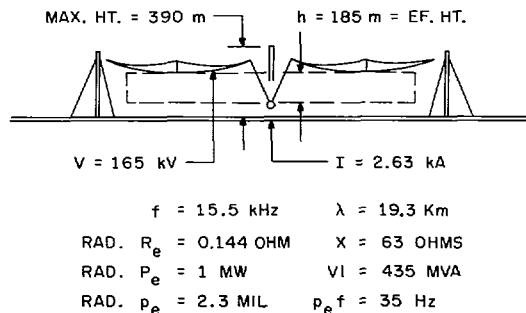 MAX. HT. = 390 m h = 185 m = EF. HT.
V = 165 kV I = 2.63 kA
f = 15.5 kHz λ = 19.3 Km
RAD. Re = 0.144 OHM X = 63 OHMS
RAD. Pe = 1 MW VI = 435 MVA
RAD. pe = 2.3 MIL pe f = 35 Hz